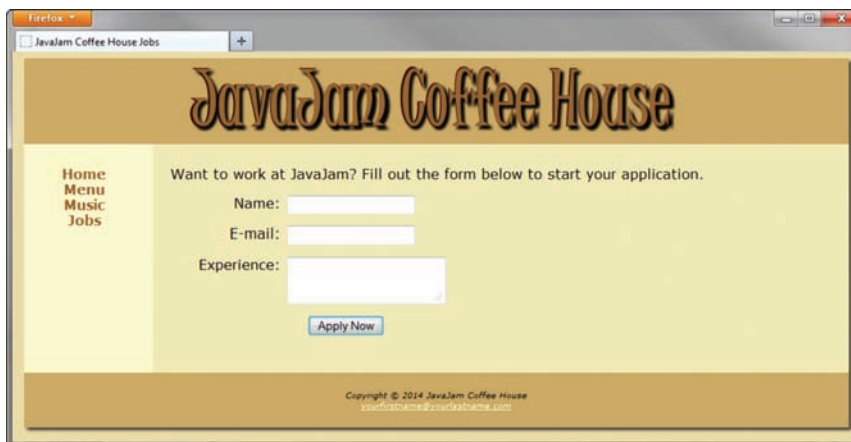 Firefox
JavaJam Coffee House Jobs
JavaJam Coffee House
Home
Menu
Music
Jobs
Want to work at JavaJam? Fill out the form below to start your application.
Name:
E-mail:
Experience:
Apply Now
Copyright © 2014 JavaJam Coffee House
yourfirstname@yourlastname.com